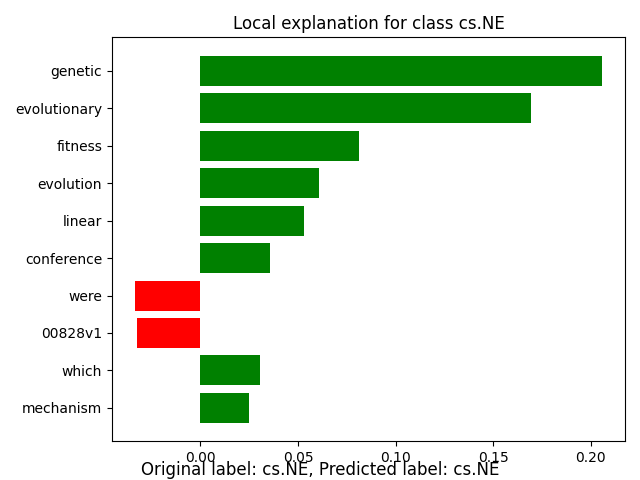 Local explanation for class cs.NE
genetic
evolutionary
fitness
evolution
linear
conference
were
00828v1
which
mechanism
0.00 0.05 0.10 0.15 0.20
Original label: cs.NE, Predicted label: cs.NE